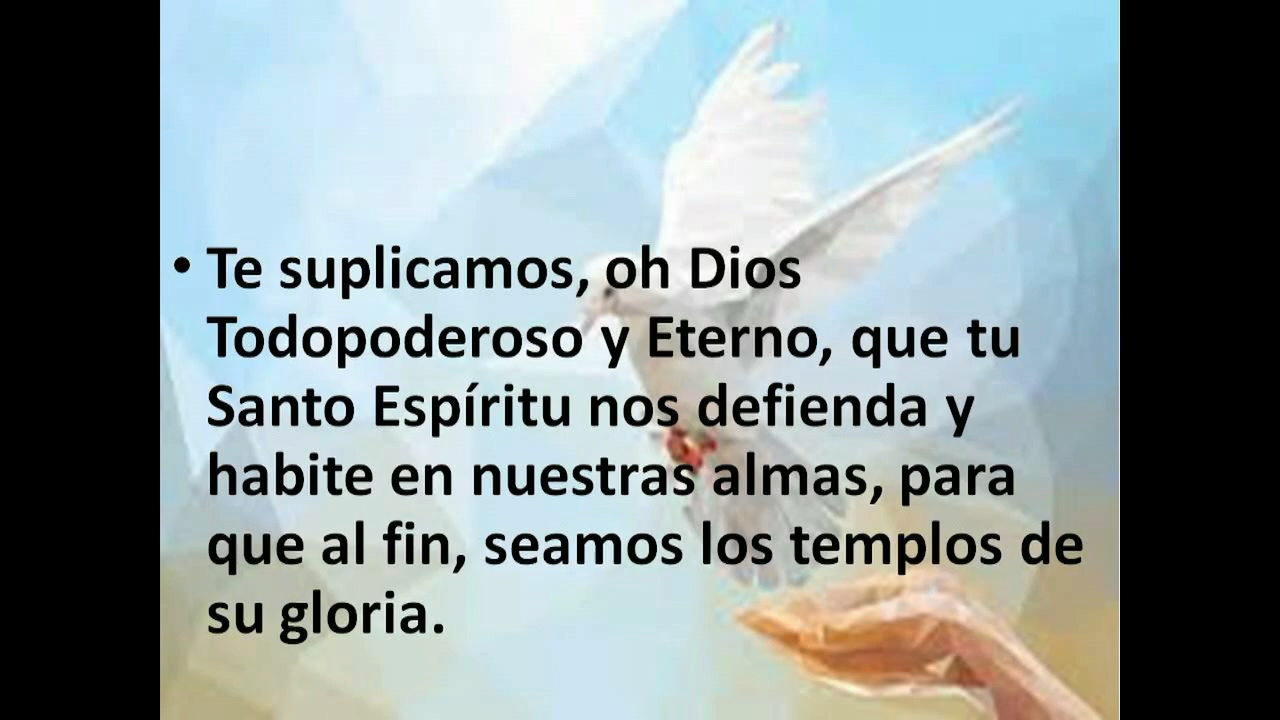 • Te suplicamos, oh Dios
Todopoderoso y Eterno, que tu
Santo Espíritu nos defienda y
habite en nuestras almas, para
que al fin, seamos los templos de
su gloria.